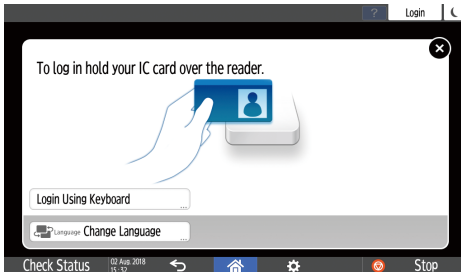 ?
Login
To log in hold your IC card over the reader.
Login Using Keyboard
...
Language Change Language
...
Check Status
02 Aug 2018
15:32
Stop